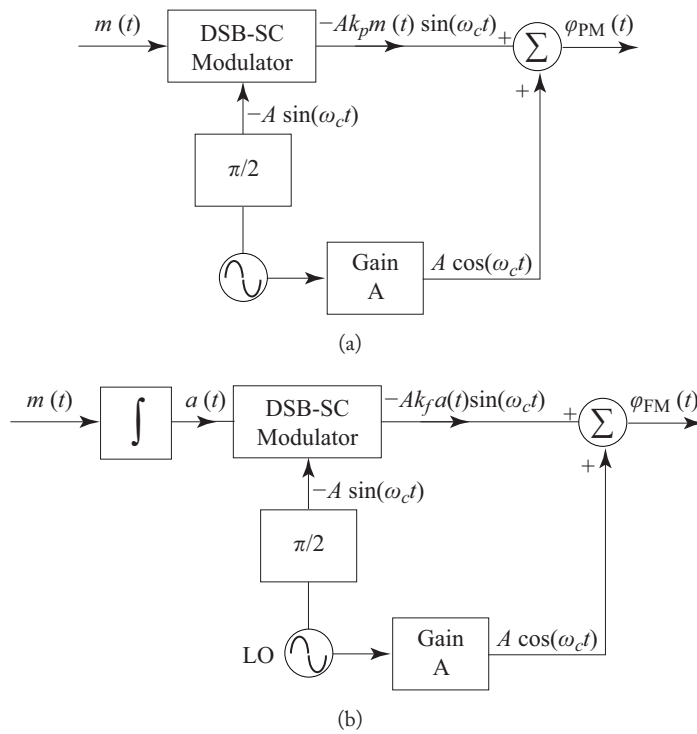 m (t)
DSB-SC
Modulator
−Ak_p m (t) sin(ω_c t)
+
Σ
φ_PM (t)
+
−A sin(ω_c t)
π/2
Gain
A
A cos(ω_c t)
(a)
m (t)
∫
a (t)
DSB-SC
Modulator
−Ak_f a(t)sin(ω_c t)
+
Σ
φ_FM (t)
+
−A sin(ω_c t)
π/2
LO
Gain
A
A cos(ω_c t)
(b)